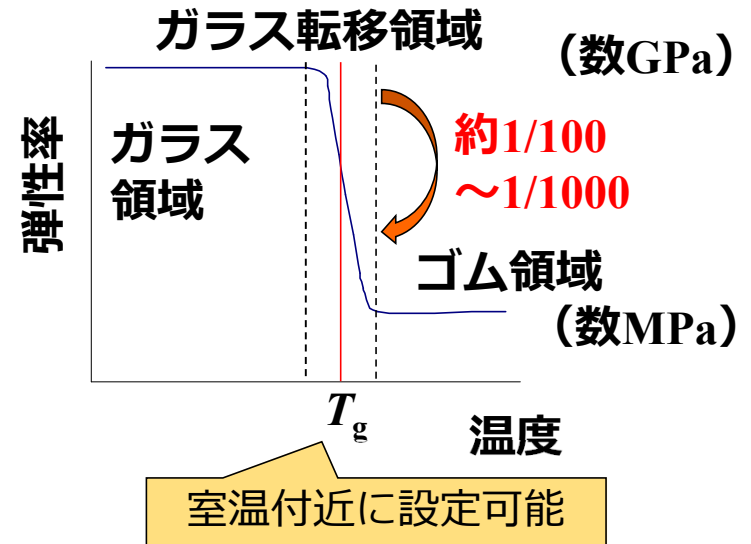 ガラス転移領域
（数GPa）
弾性率
ガラス
領域
約1/100
～1/1000
ゴム領域
（数MPa）
Tg
温度
室温付近に設定可能